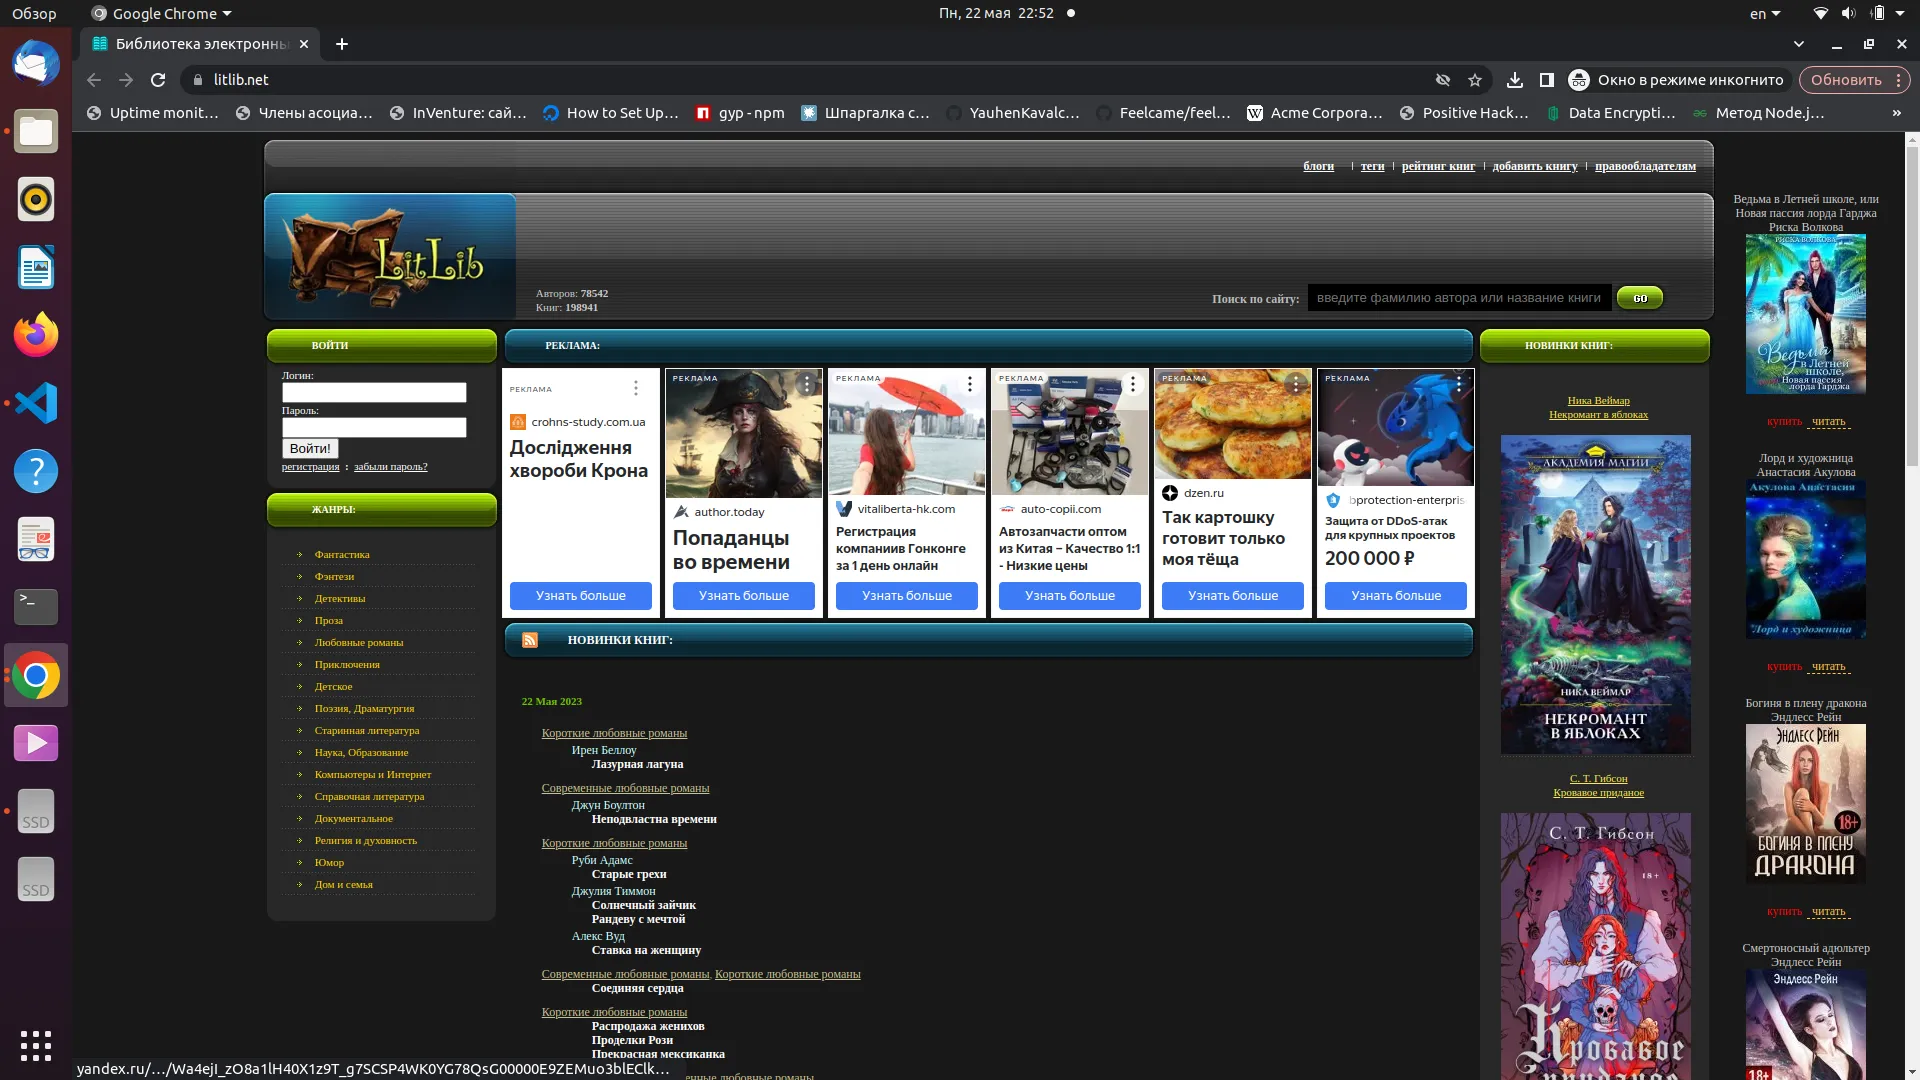 Обзор
Google Chrome
Пн, 22 мая 22:52
en
Библиотека электронны
litlib.net
Окно в режиме инкогнито
Обновить
Uptime monit...
Члены асоциа...
InVenture: сай...
How to Set Up...
gyp - npm
Шпаргалка с...
YauhenKavalc...
Feelcame/feel...
Acme Corpora...
Positive Hack...
Data Encrypti...
Метод Node.j...
»
блоги | теги | рейтинг книг | добавить книгу | правообладателям
LitLib
Авторов: 78542
Книг: 198941
Поиск по сайту:
введите фамилию автора или название книги
GO
ВОЙТИ
Логин:
Пароль:
Войти!
регистрация : забыли пароль?
ЖАНРЫ:
Фантастика
Фэнтези
Детективы
Проза
Любовные романы
Приключения
Детское
Поэзия, Драматургия
Старинная литература
Наука, Образование
Компьютеры и Интернет
Справочная литература
Документальное
Религия и духовность
Юмор
Дом и семья
РЕКЛАМА:
РЕКЛАМА
crohns-study.com.ua
Дослідження
хвороби Крона
Узнать больше
РЕКЛАМА
author.today
Попаданцы
во времени
Узнать больше
РЕКЛАМА
vitaliberta-hk.com
Регистрация
компаниив Гонконге
за 1 день онлайн
Узнать больше
РЕКЛАМА
auto-copii.com
Автозапчасти оптом
из Китая – Качество 1:1
- Низкие цены
Узнать больше
РЕКЛАМА
dzen.ru
Так картошку
готовит только
моя тёща
Узнать больше
РЕКЛАМА
bprotection-enterpris
Защита от DDoS-атак
для крупных проектов
200 000 ₽
Узнать больше
НОВИНКИ КНИГ:
22 Мая 2023
Короткие любовные романы
Ирен Беллоу
Лазурная лагуна
Современные любовные романы
Джун Боултон
Неподвластна времени
Короткие любовные романы
Руби Адамс
Старые грехи
Джулия Тиммон
Солнечный зайчик
Рандеву с мечтой
Алекс Вуд
Ставка на женщину
Современные любовные романы, Короткие любовные романы
Соединяя сердца
Короткие любовные романы
Распродажа женихов
Проделки Рози
Прекрасная мексиканка
енные любовные романы
НОВИНКИ КНИГ:
Ника Веймар
Некромант в яблоках
АКАДЕМИЯ МАГИИ
НИКА ВЕЙМАР
НЕКРОМАНТ
В ЯБЛОКАХ
С. Т. Гибсон
Кровавое приданое
С. Т. Гибсон
18+
Кровавое
приданое
Ведьма в Летней школе, или
Новая пассия лорда Гарджа
Риска Волкова
РИСКА ВОЛКОВА
Ведьма
в Летней
школе,
или Новая пассия
лорда Гарджа
купить читать
Лорд и художница
Анастасия Акулова
Акулова Анастасия
Лорд и художница
купить читать
Богиня в плену дракона
Эндлесс Рейн
ЭНДЛЕСС РЕЙН
18+
БОГИНЯ В ПЛЕНУ
ДРАКОНА
купить читать
Смертоносный адюльтер
Эндлесс Рейн
Эндлесс Рейн
18+
>_
?
SSD
SSD
yandex.ru/.../Wa4ejI_zO8a1lH40X1z9T_g7SCSP4WK0YG78QsG00000E9ZEMuo3blEClk...